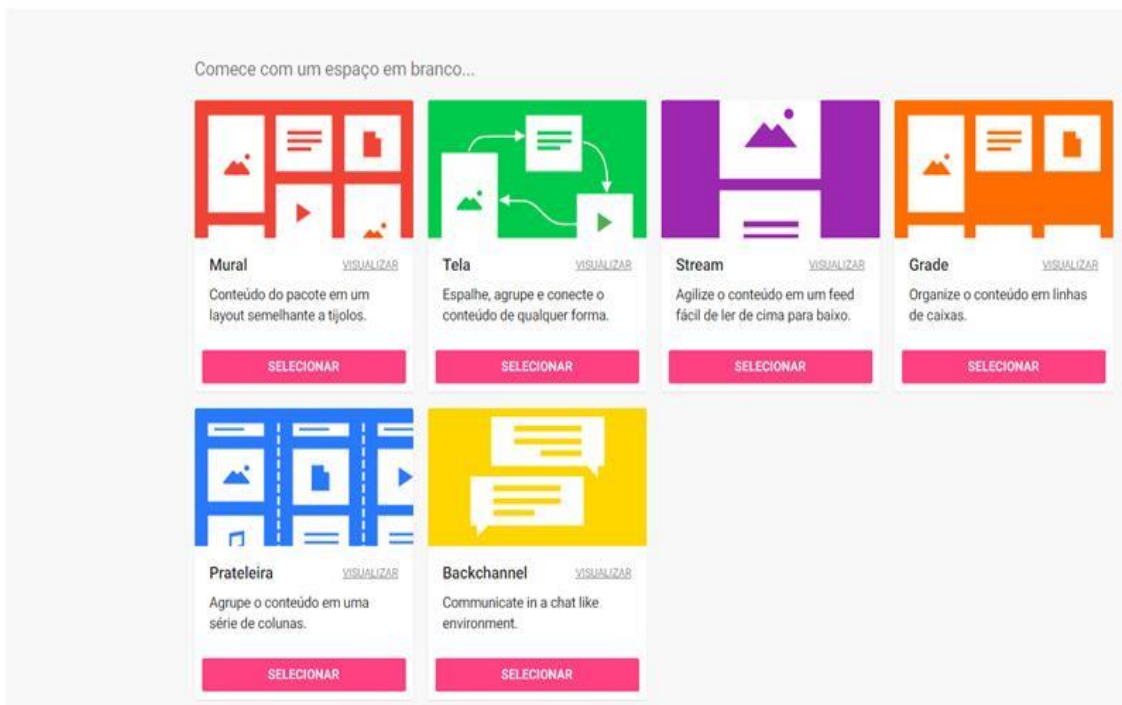 Comece com um espaço em branco...
Mural VISUALIZAR
Conteúdo do pacote em um
layout semelhante a tijolos.
SELECIONAR
Tela VISUALIZAR
Espalhe, agrupe e conecte o
conteúdo de qualquer forma.
SELECIONAR
Stream VISUALIZAR
Agilize o conteúdo em um feed
fácil de ler de cima para baixo.
SELECIONAR
Grade VISUALIZAR
Organize o conteúdo em linhas
de caixas.
SELECIONAR
Prateleira VISUALIZAR
Agrupe o conteúdo em uma
série de colunas.
SELECIONAR
Backchannel VISUALIZAR
Communicate in a chat like
environment.
SELECIONAR